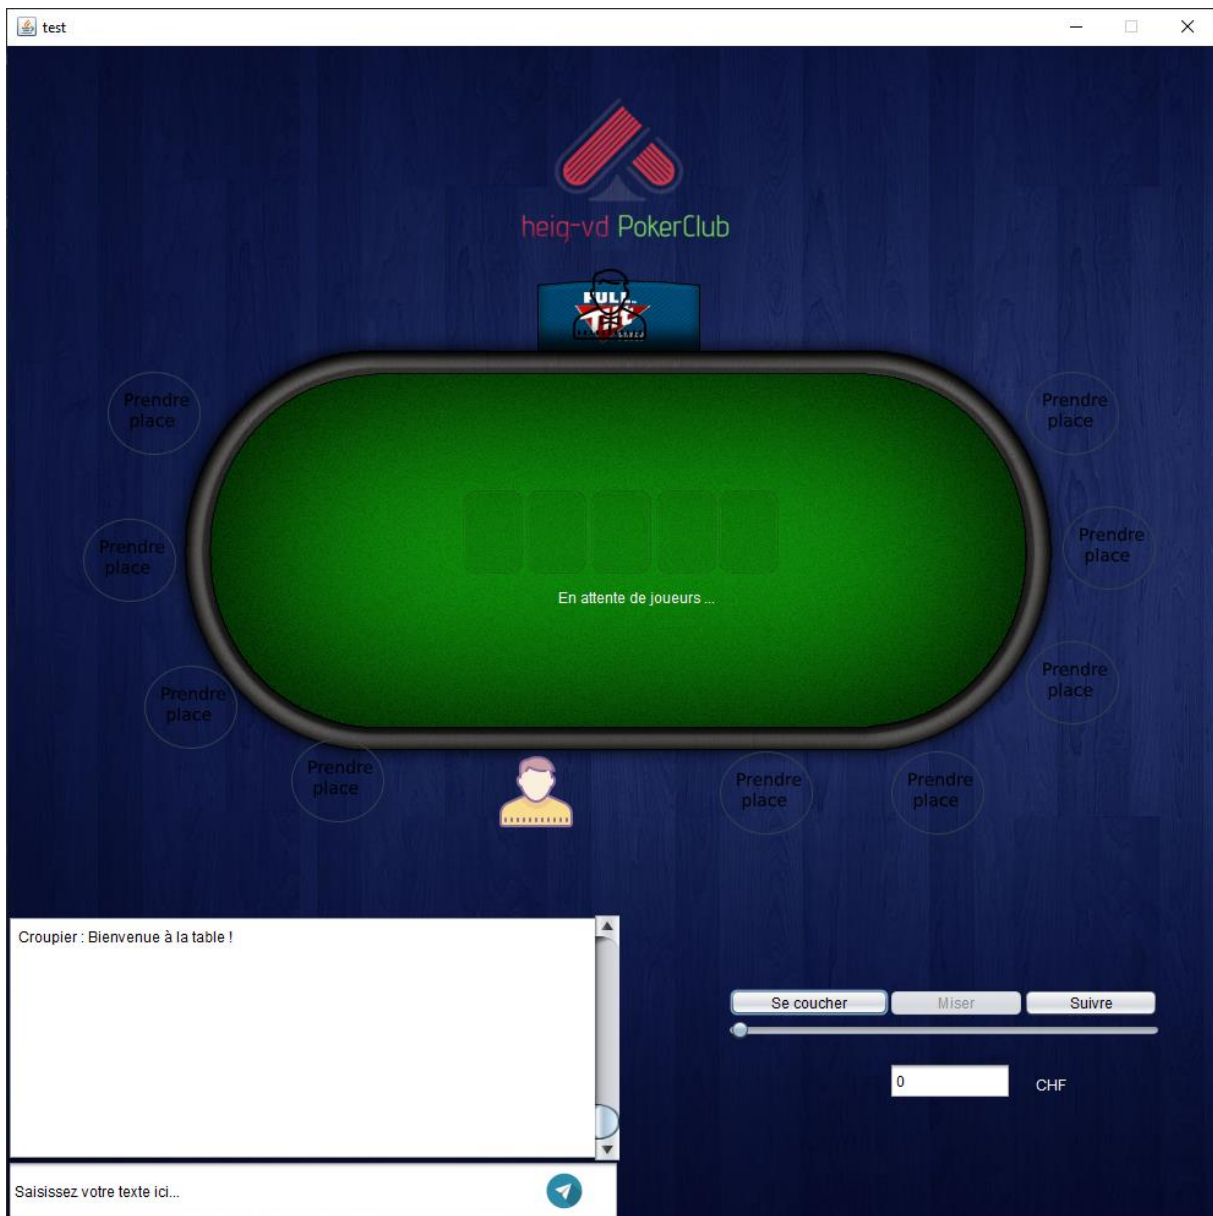 test
heig-vd PokerClub
FULL
TiLT
Prendre
place
Prendre
place
Prendre
place
Prendre
place
En attente de joueurs ...
Prendre
place
Prendre
place
Prendre
place
Prendre
place
Prendre
place
Croupier : Bienvenue à la table !
Se coucher
Miser
Suivre
0
CHF
Saisissez votre texte ici...